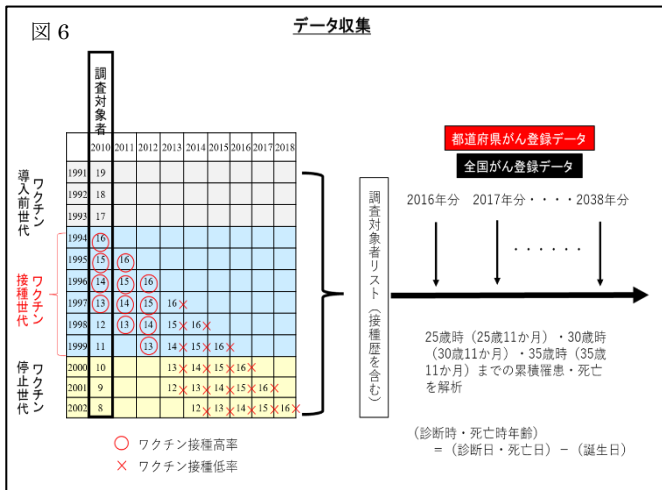 図 6
データ収集
調査対象者
2010 2011 2012 2013 2014 2015 2016 2017 2018
ワクチン導入前世代
1991 19
1992 18
1993 17
ワクチン接種世代
1994 16
1995 15 16
1996 14 15 16
1997 13 14 15 16×
1998 12 13 14 15× 16×
1999 11 13 14× 15× 16×
ワクチン停止世代
2000 10 13× 14× 15× 16×
2001 9 12× 13× 14× 15× 16×
2002 8 12× 13× 14× 15× 16×
○ ワクチン接種高率
× ワクチン接種低率
調査対象者リスト(接種歴を含む)
都道府県がん登録データ
全国がん登録データ
2016年分 2017年分・・・・2038年分
・・・・・・
25歳時(25歳11か月)・30歳時
(30歳11か月)・35歳時(35歳
11か月)までの累積罹患・死亡
を解析
(診断時・死亡時年齢)
=(診断日・死亡日)-(誕生日)